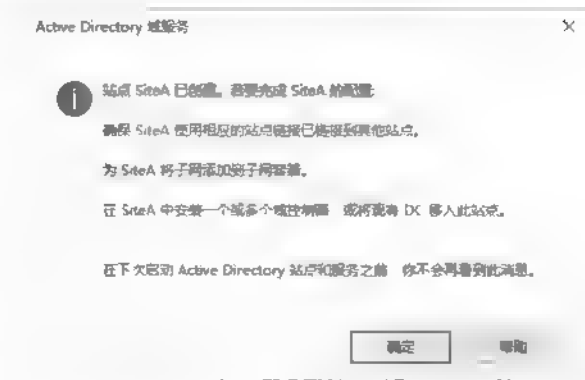 Active Directory 域服务
站点 SiteA 已创建。若要完成 SiteA 的配置:
确保 SiteA 使用相应的站点链接已链接到其他站点。
为 SiteA 将子网添加到子网容器。
在 SiteA 中安装一个或多个域控制器，或将现有 DC 移入此站点。
在下次启动 Active Directory 站点和服务之前，你不会再看到此消息。
确定
帮助